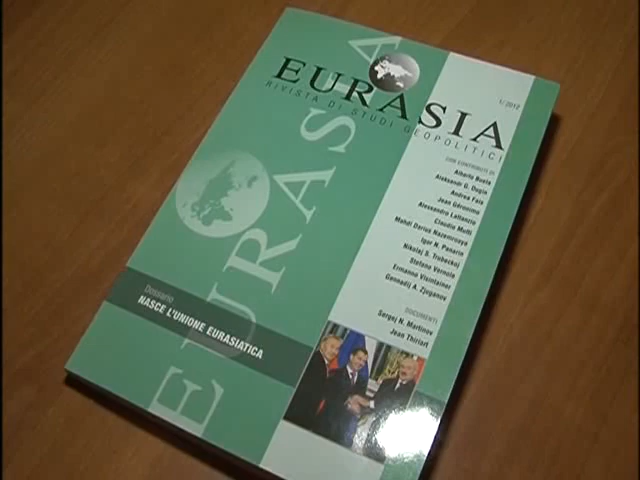 EURASIA
RIVISTA DI STUDI GEOPOLITICI
1/2012
EURASIA
CON CONTRIBUTI DI
Alberto Buela
Aleksandr G. Dugin
Andrea Fais
Jean Géronimo
Alessandro Lattanzio
Claudio Mutti
Mahdi Darius Nazemroaya
Igor N. Panarin
Nikolaj S. Trubeckoj
Stefano Vernole
Ermanno Visintainer
Gennadij A. Zjuganov
DOCUMENTI
Sergej N. Martinov
Jean Thiriart
Dossario
NASCE L'UNIONE EURASIATICA